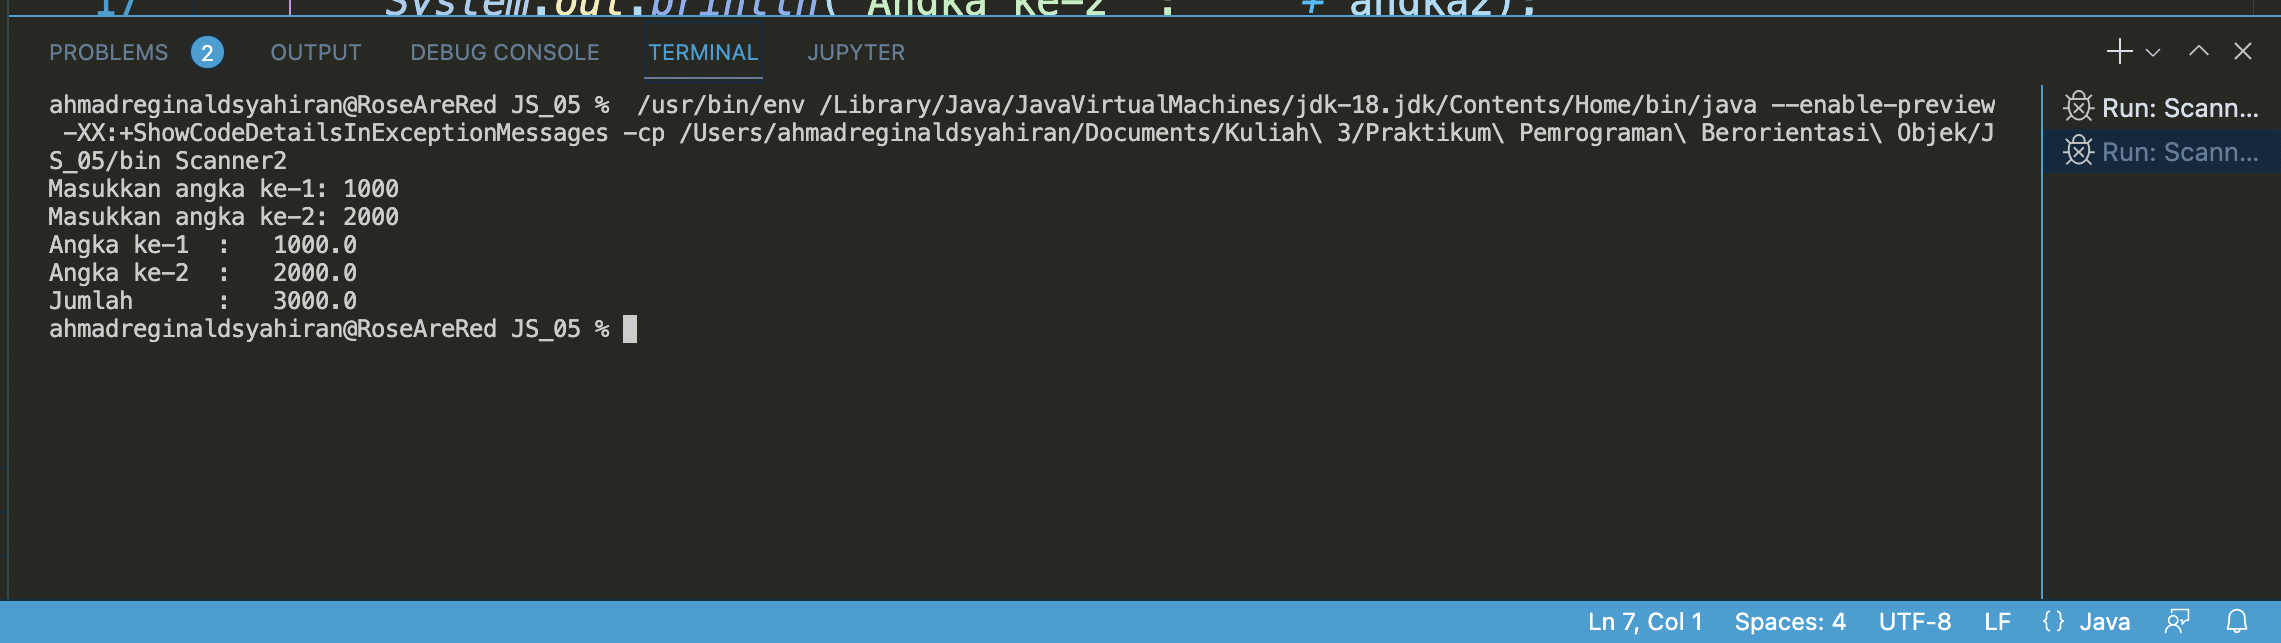 17 System.out.println("Angka ke-2 : " + angka2);
PROBLEMS 2 OUTPUT DEBUG CONSOLE TERMINAL JUPYTER
ahmadreginaldsyahiran@RoseAreRed JS_05 % /usr/bin/env /Library/Java/JavaVirtualMachines/jdk-18.jdk/Contents/Home/bin/java --enable-preview
-XX:+ShowCodeDetailsInExceptionMessages -cp /Users/ahmadreginaldsyahiran/Documents/Kuliah\ 3/Praktikum\ Pemrograman\ Berorientasi\ Objek/J
S_05/bin Scanner2
Masukkan angka ke-1: 1000
Masukkan angka ke-2: 2000
Angka ke-1 : 1000.0
Angka ke-2 : 2000.0
Jumlah : 3000.0
ahmadreginaldsyahiran@RoseAreRed JS_05 %
Run: Scann...
Run: Scann...
Ln 7, Col 1 Spaces: 4 UTF-8 LF {} Java